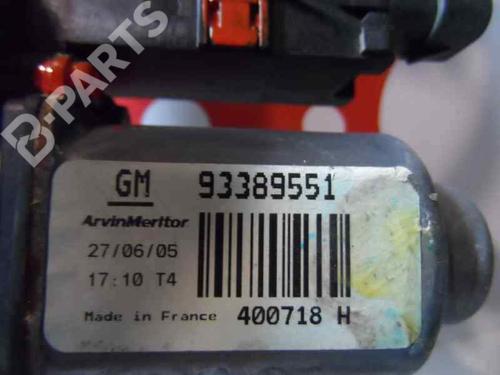 B-PARTS
GM 93389551
ArvinMeritor
27/06/05
17:10 T4
Made in France 400718 H